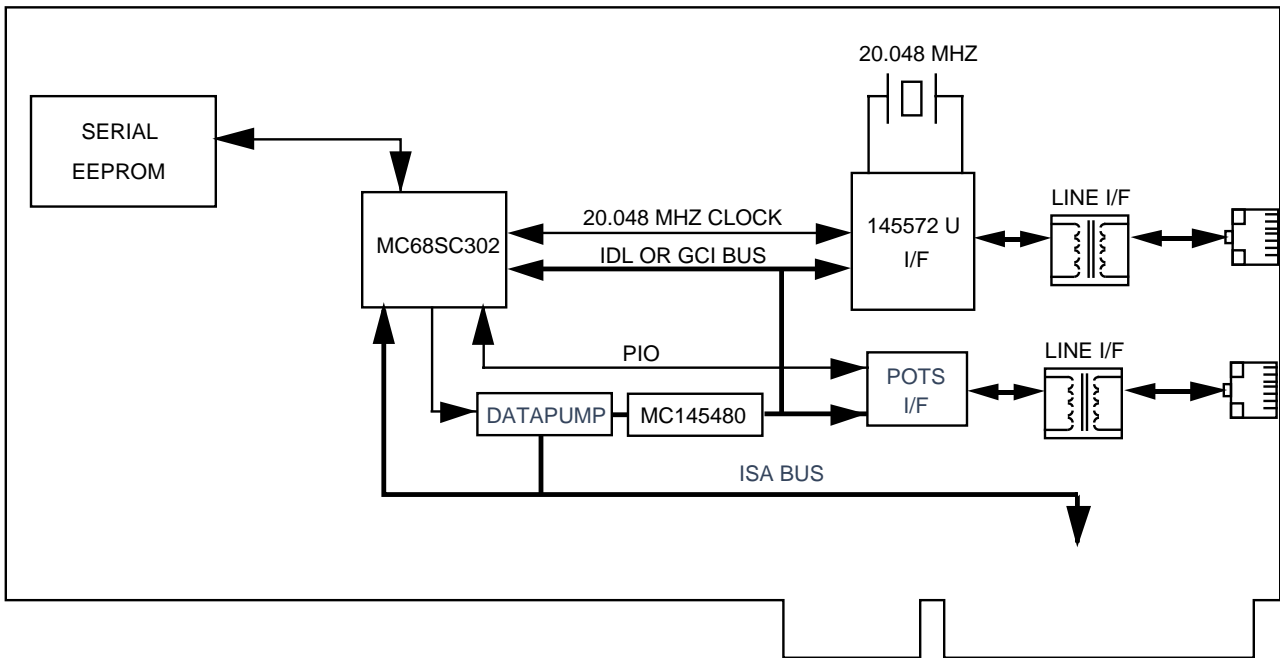 20.048 MHZ
SERIAL
EEPROM
LINE I/F
20.048 MHZ CLOCK
145572 U
I/F
MC68SC302
IDL OR GCI BUS
PIO
LINE I/F
POTS
I/F
DATAPUMP
MC145480
ISA BUS